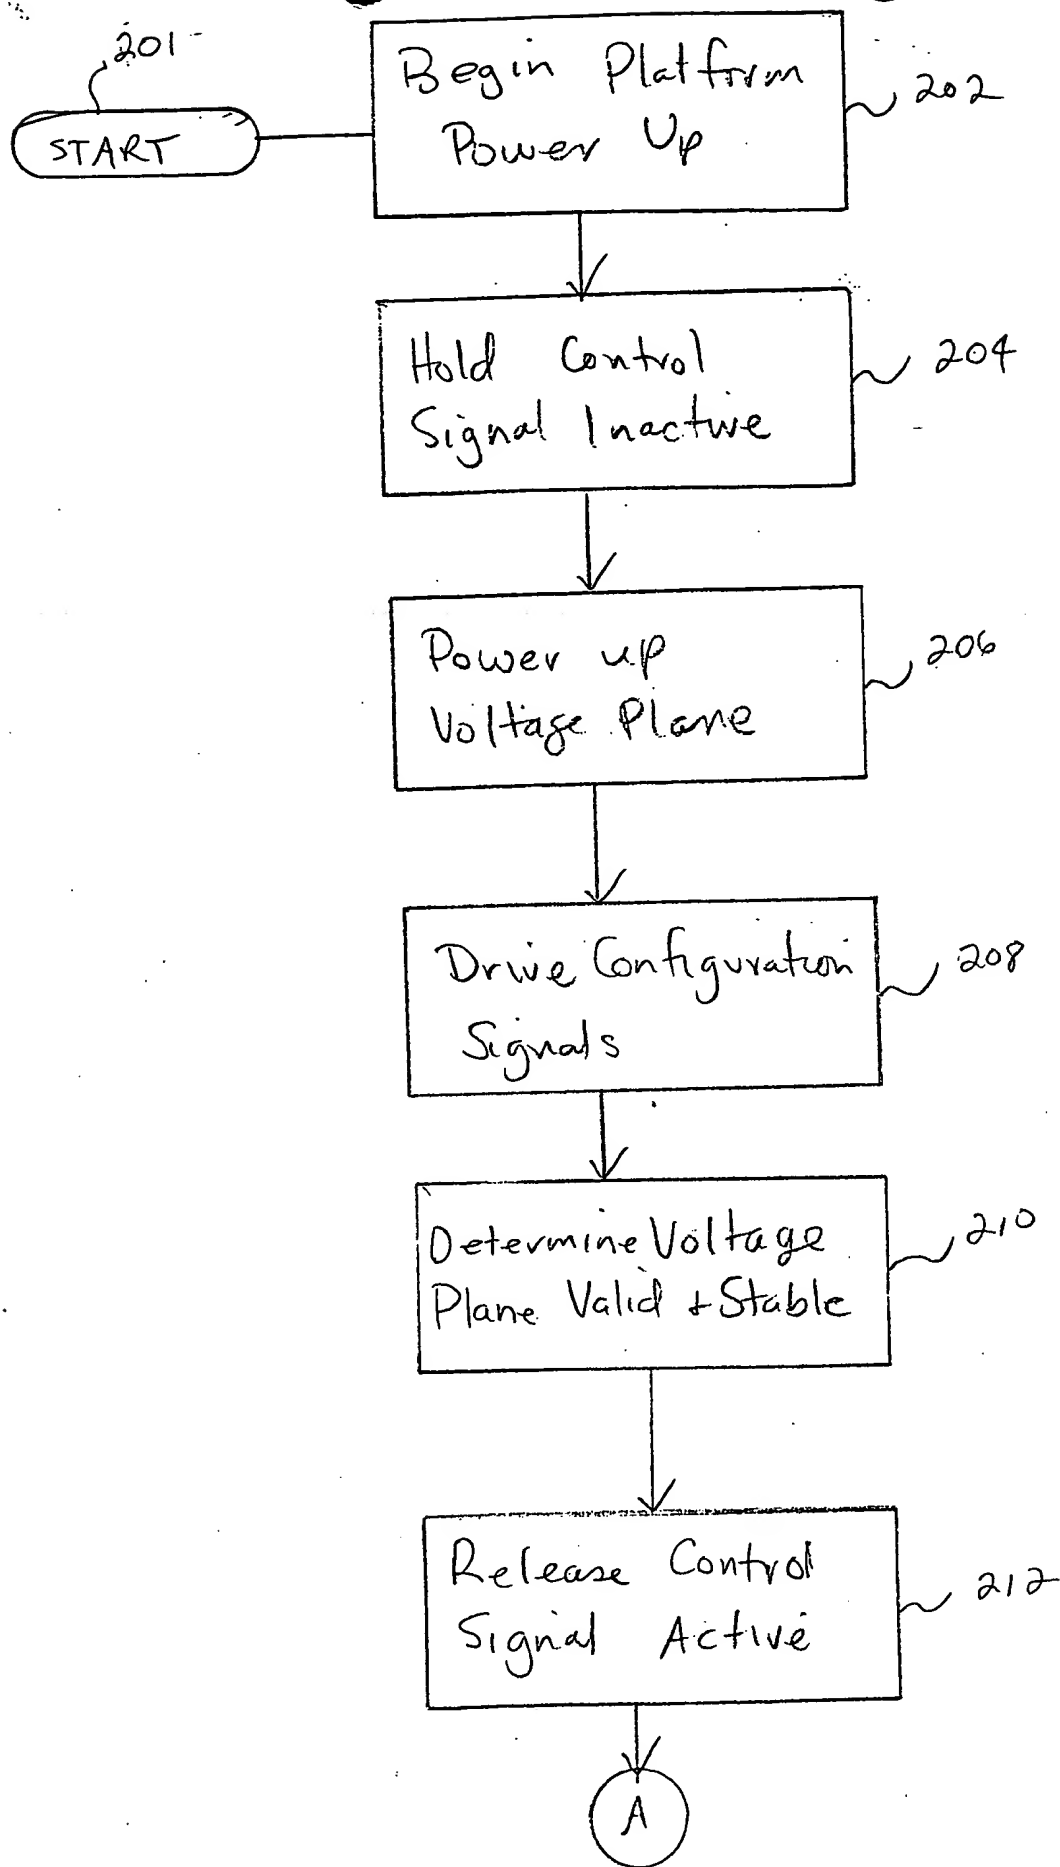 201
START
Begin Platform
Power Up
202
Hold Control
Signal Inactive
204
Power up
Voltage Plane
206
Drive Configuration
Signals
208
Determine Voltage
Plane Valid + Stable
210
Release Control
Signal Active
212
A